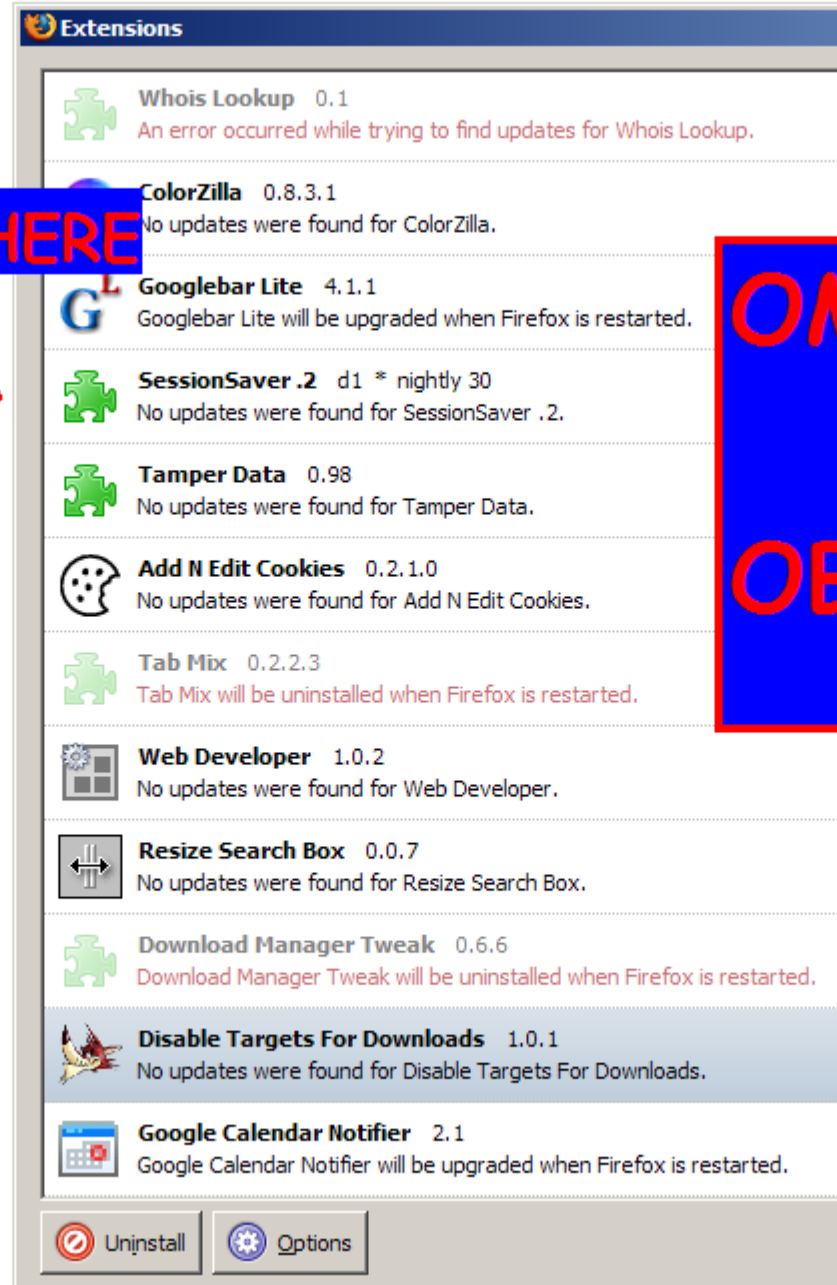 Extensions
Whois Lookup 0.1
An error occurred while trying to find updates for Whois Lookup.
ColorZilla 0.8.3.1
HERE
No updates were found for ColorZilla.
Googlebar Lite 4.1.1
Googlebar Lite will be upgraded when Firefox is restarted.
SessionSaver .2 d1 * nightly 30
No updates were found for SessionSaver .2.
Tamper Data 0.98
No updates were found for Tamper Data.
Add N Edit Cookies 0.2.1.0
No updates were found for Add N Edit Cookies.
Tab Mix 0.2.2.3
Tab Mix will be uninstalled when Firefox is restarted.
Web Developer 1.0.2
No updates were found for Web Developer.
Resize Search Box 0.0.7
No updates were found for Resize Search Box.
Download Manager Tweak 0.6.6
Download Manager Tweak will be uninstalled when Firefox is restarted.
Disable Targets For Downloads 1.0.1
No updates were found for Disable Targets For Downloads.
Google Calendar Notifier 2.1
Google Calendar Notifier will be upgraded when Firefox is restarted.
Uninstall Options